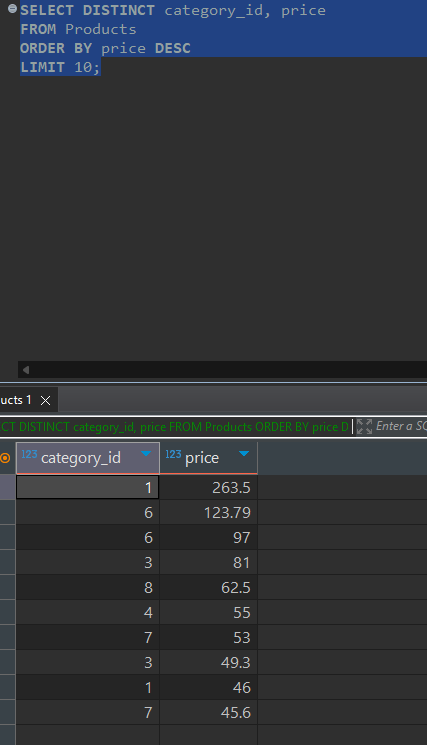 SELECT DISTINCT category_id, price
FROM Products
ORDER BY price DESC
LIMIT 10;
ucts 1
CT DISTINCT category_id, price FROM Products ORDER BY price D
Enter a SQ
123 category_id 123 price
1 263.5
6 123.79
6 97
3 81
8 62.5
4 55
7 53
3 49.3
1 46
7 45.6